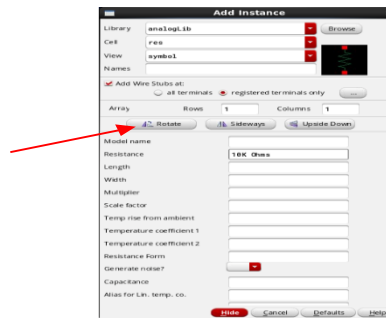 Add Instance
Library analogLib Browse
Cell res
View symbol
Names
Add Wire Stubs at:
all terminals registered terminals only ...
Array Rows 1 Columns 1
Rotate Sideways Upside Down
Model name
Resistance 10K Ohms
Length
Width
Multiplier
Scale factor
Temp rise from ambient
Temperature coefficient 1
Temperature coefficient 2
Resistance Form
Generate noise?
Capacitance
Alias for Lin. temp. co.
Hide Cancel Defaults Help